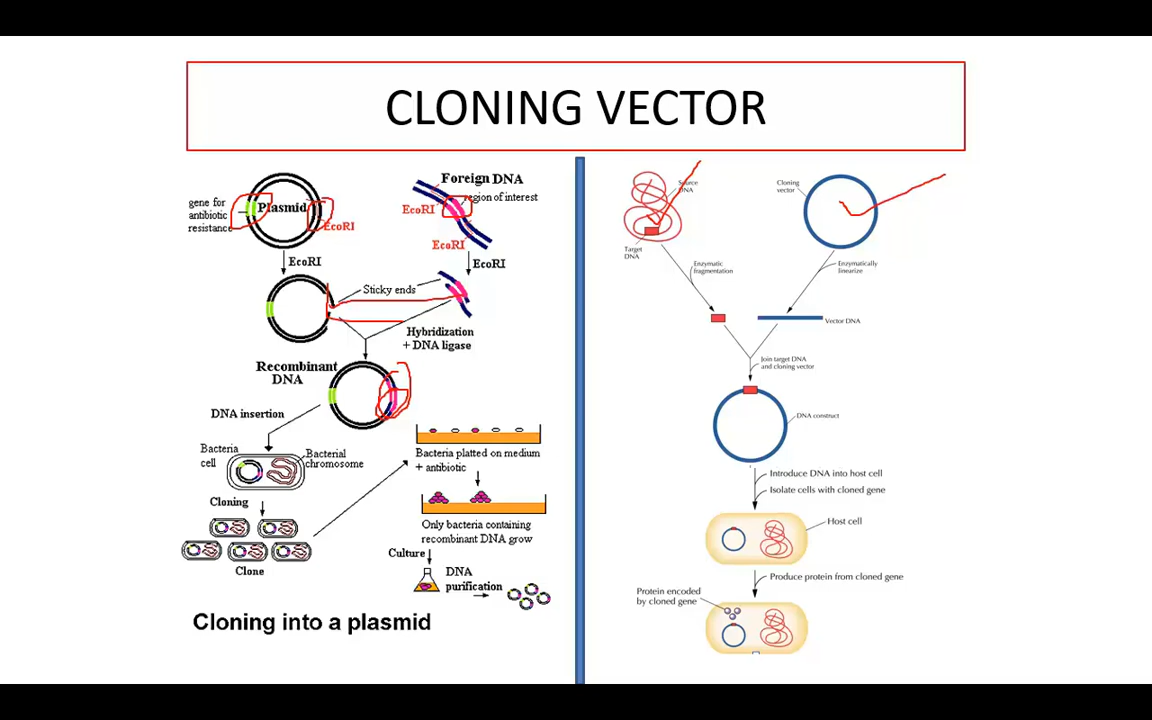 CLONING VECTOR
Foreign DNA
region of interest
gene for
antibiotic
resistance
Plasmid
EcoRI
EcoRI
EcoRI
EcoRI
EcoRI
Sticky ends
Hybridization
+ DNA ligase
Recombinant
DNA
DNA insertion
Bacteria
cell
Bacterial
chromosome
Cloning
Clone
Bacteria platted on medium
+ antibiotic
Only bacteria containing
recombinant DNA grow
Culture
DNA
purification
Cloning into a plasmid
Source
DNA
Target
DNA
Cloning
vector
Enzymatic
fragmentation
Enzymatically
linearize
Vector DNA
Join target DNA
and cloning vector
DNA construct
Introduce DNA into host cell
Isolate cells with cloned gene
Host cell
Produce protein from cloned gene
Protein encoded
by cloned gene